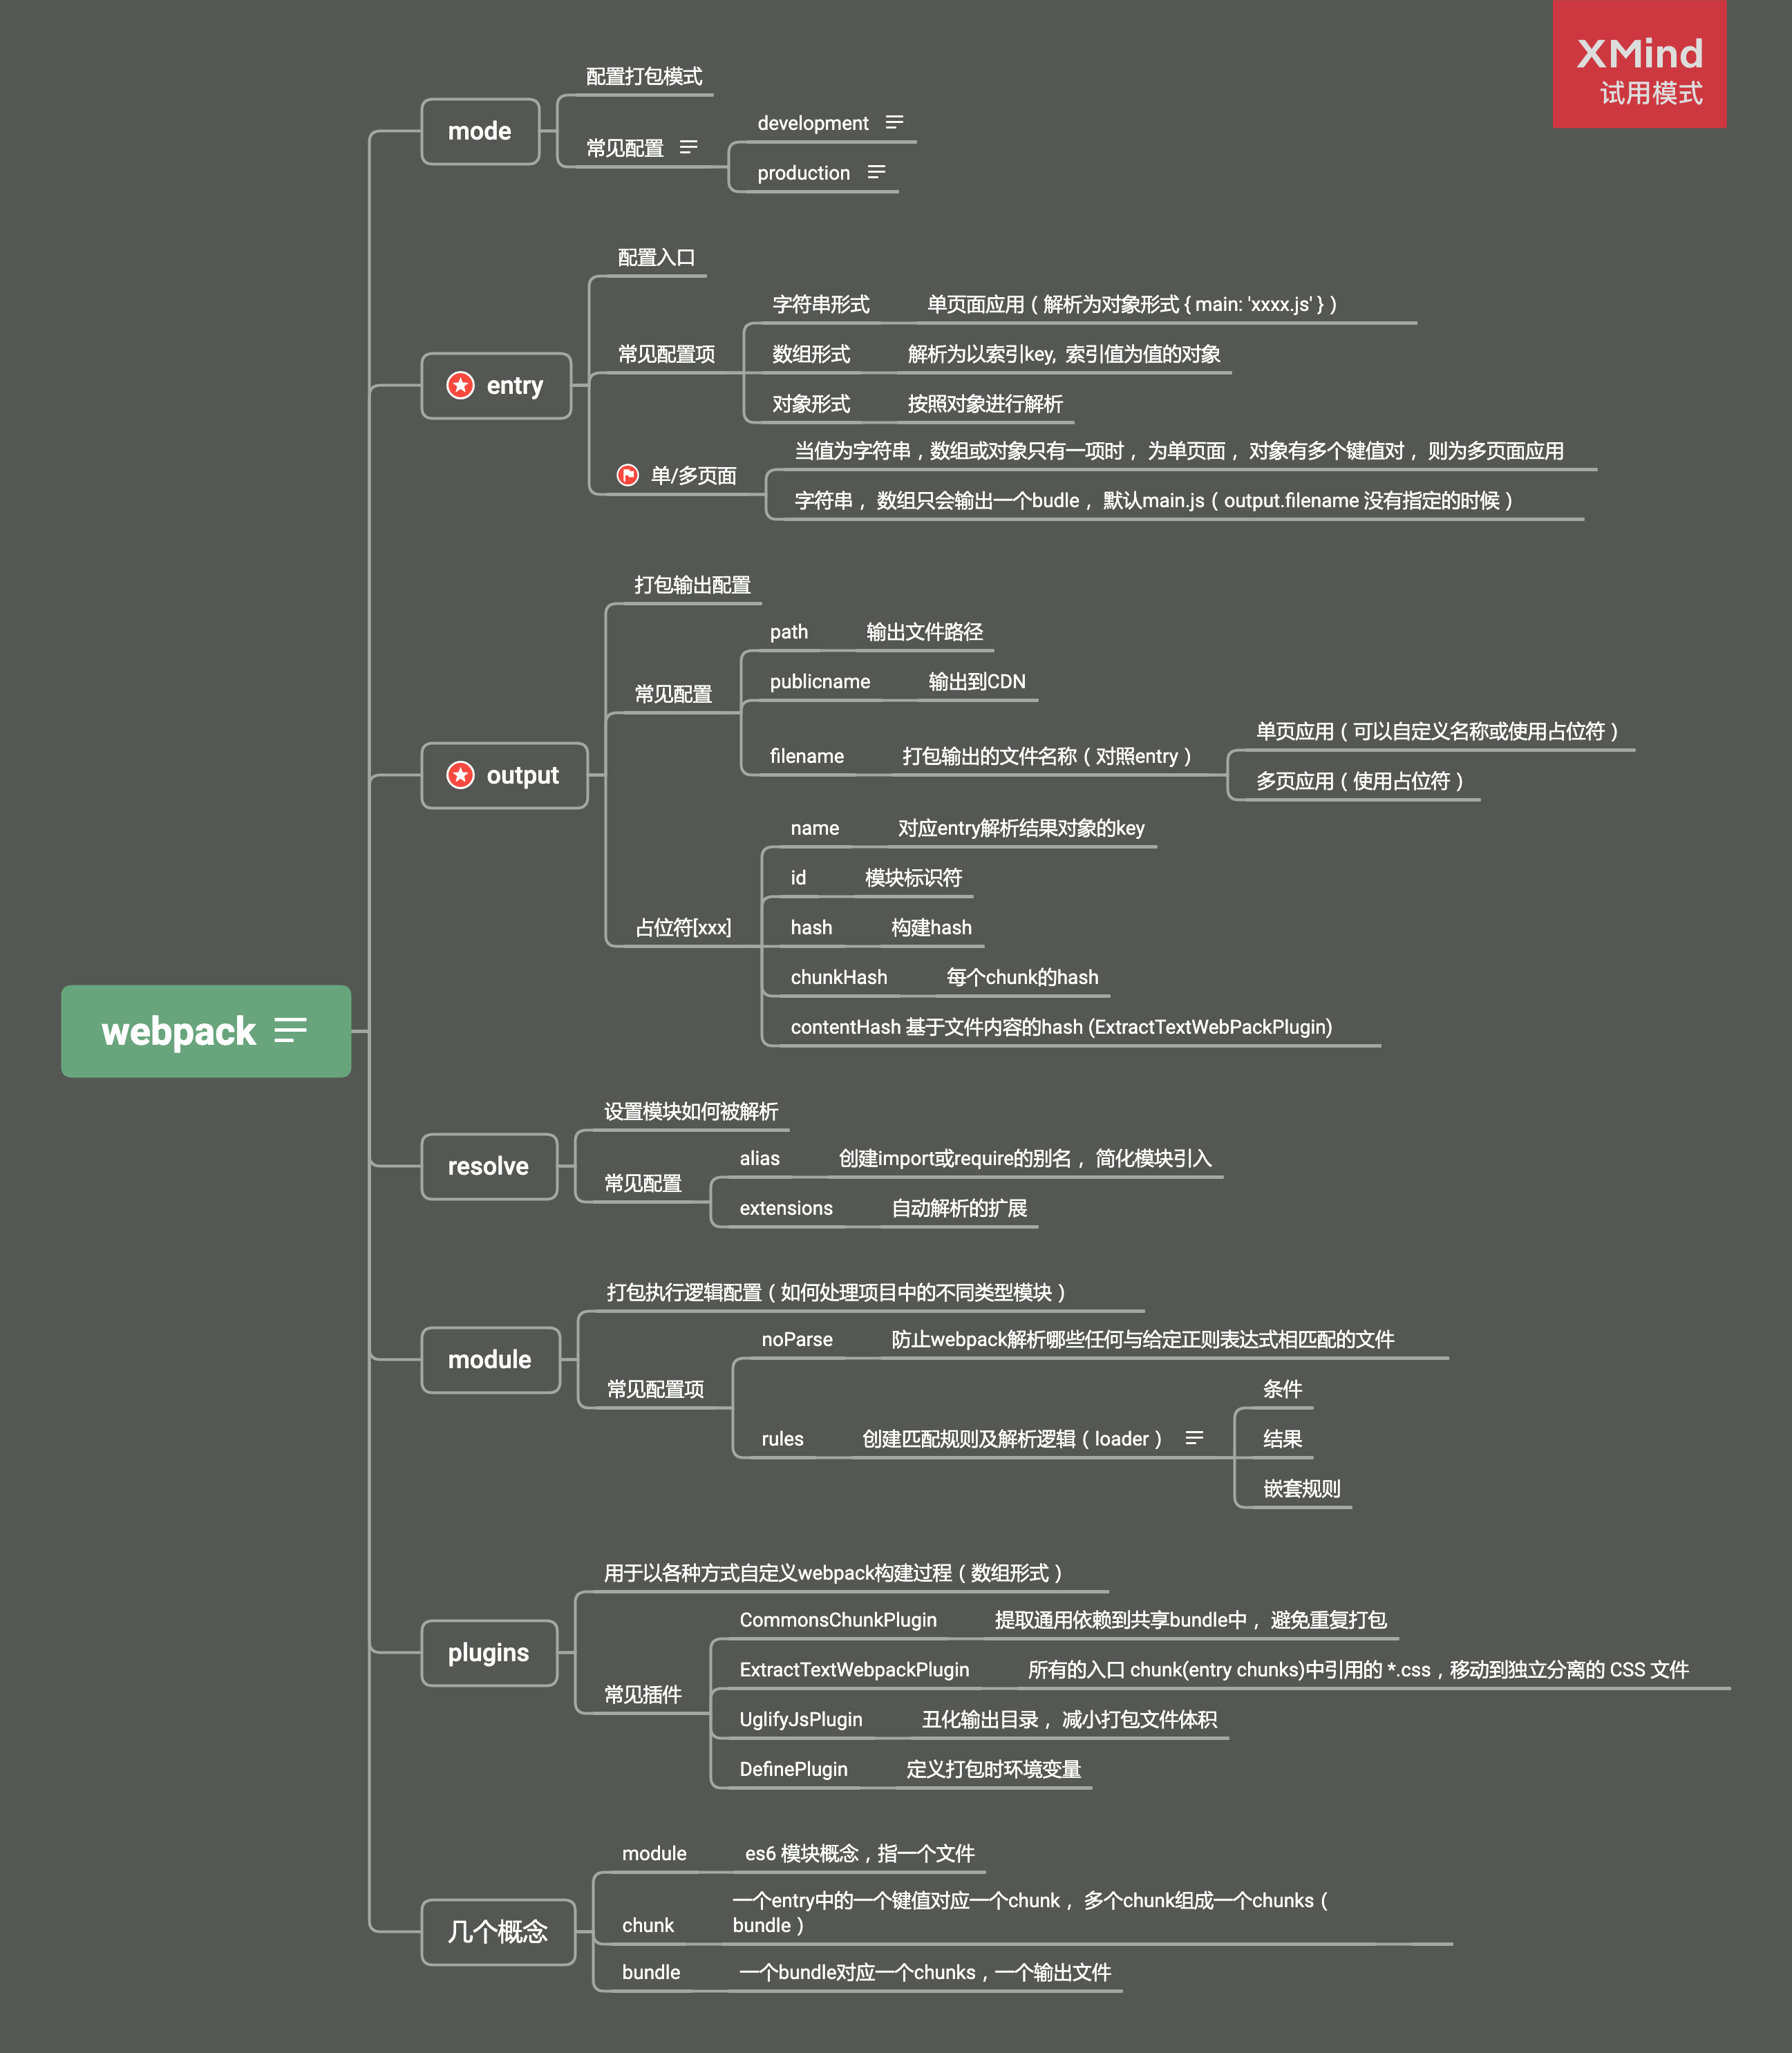 XMind
试用模式
webpack
mode
配置打包模式
常见配置
development
production
entry
配置入口
常见配置项
字符串形式
单页面应用（解析为对象形式 { main: 'xxxx.js' } ）
数组形式
解析为以索引key, 索引值为值的对象
对象形式
按照对象进行解析
单/多页面
当值为字符串，数组或对象只有一项时， 为单页面， 对象有多个键值对， 则为多页面应用
字符串， 数组只会输出一个budle， 默认main.js（ output.filename 没有指定的时候）
output
打包输出配置
常见配置
path
输出文件路径
publicname
输出到CDN
filename
打包输出的文件名称（对照entry）
单页应用（可以自定义名称或使用占位符）
多页应用（使用占位符）
占位符[xxx]
name
对应entry解析结果对象的key
id
模块标识符
hash
构建hash
chunkHash
每个chunk的hash
contentHash 基于文件内容的hash (ExtractTextWebPackPlugin)
resolve
设置模块如何被解析
常见配置
alias
创建import或require的别名， 简化模块引入
extensions
自动解析的扩展
module
打包执行逻辑配置（如何处理项目中的不同类型模块）
常见配置项
noParse
防止webpack解析哪些任何与给定正则表达式相匹配的文件
rules
创建匹配规则及解析逻辑（loader）
条件
结果
嵌套规则
plugins
用于以各种方式自定义webpack构建过程（数组形式）
常见插件
CommonsChunkPlugin
提取通用依赖到共享bundle中， 避免重复打包
ExtractTextWebpackPlugin
所有的入口 chunk(entry chunks)中引用的 *.css，移动到独立分离的 CSS 文件
UglifyJsPlugin
丑化输出目录， 减小打包文件体积
DefinePlugin
定义打包时环境变量
几个概念
module
es6 模块概念，指一个文件
chunk
一个entry中的一个键值对应一个chunk， 多个chunk组成一个chunks（
bundle）
bundle
一个bundle对应一个chunks，一个输出文件